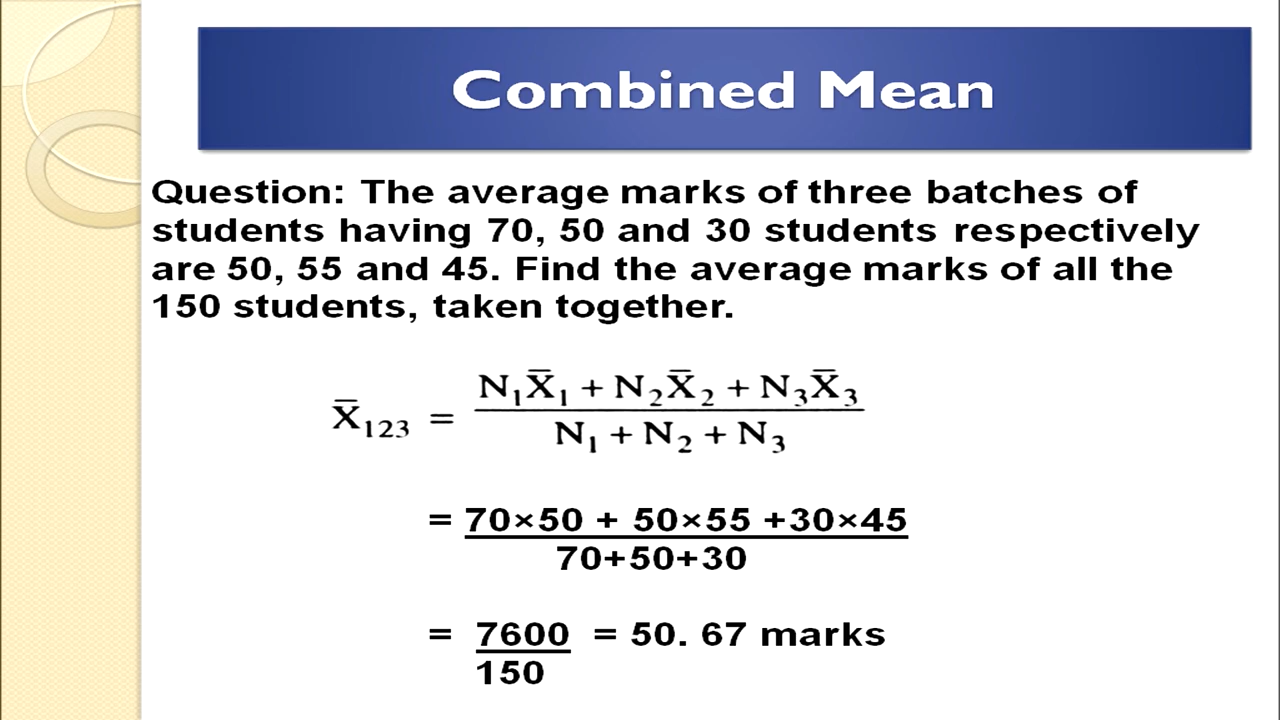 Combined Mean
Question: The average marks of three batches of
students having 70, 50 and 30 students respectively
are 50, 55 and 45. Find the average marks of all the
150 students, taken together.
N₁X̅₁ + N₂X̅₂ + N₃X̅₃
X̅₁₂₃ =
N₁ + N₂ + N₃
= 70×50 + 50×55 +30×45
70+50+30
= 7600 = 50. 67 marks
150